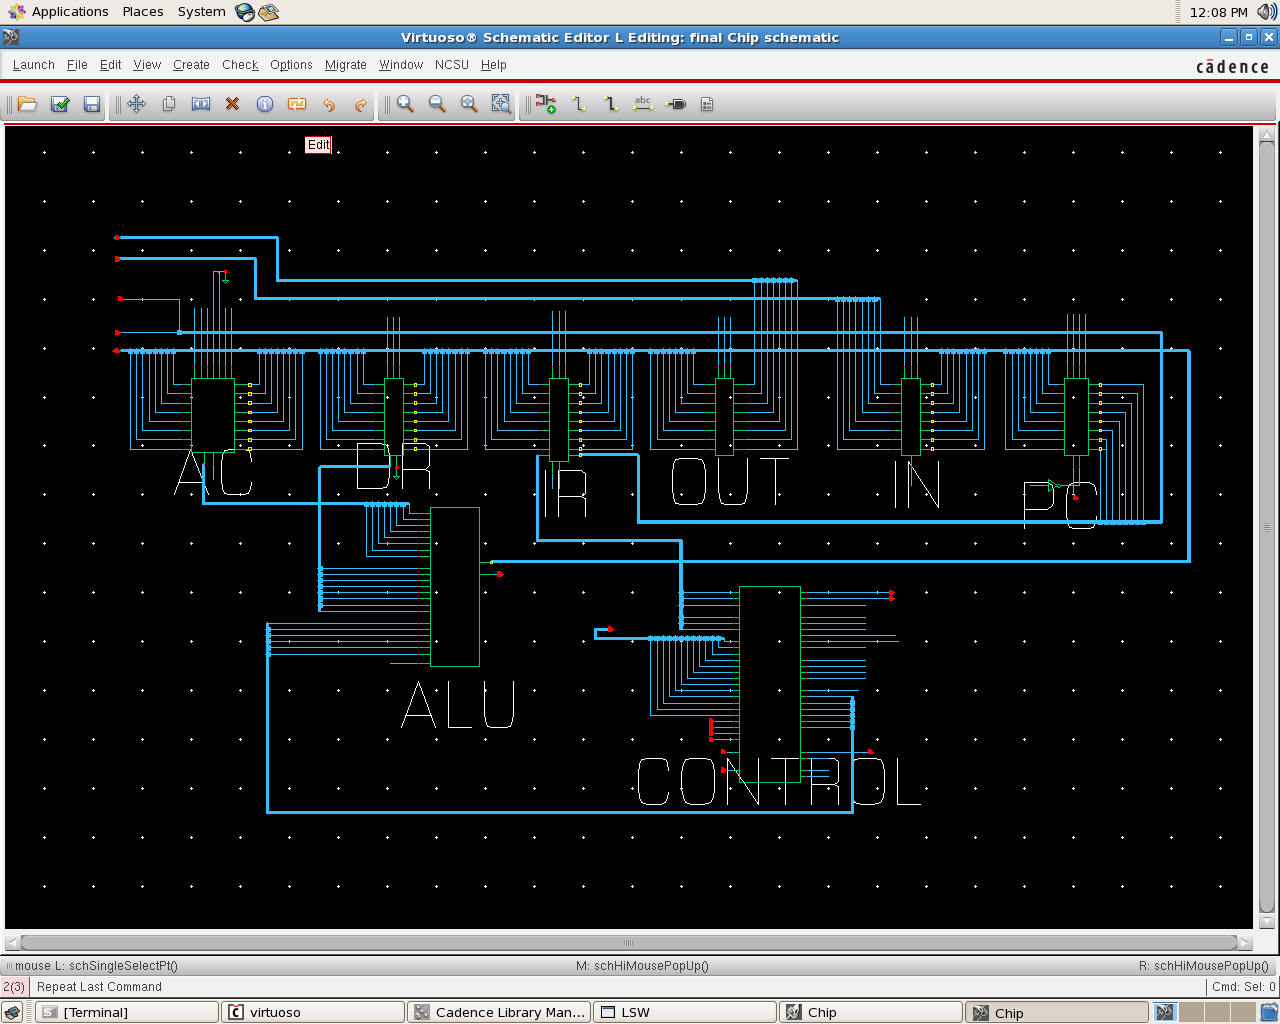 Applications Places System 12:08 PM
Virtuoso® Schematic Editor L Editing: final Chip schematic
Launch File Edit View Create Check Options Migrate Window NCSU Help cādence
abc
Edit
AC DR IR OUT IN PC
ALU
CONTROL
mouse L: schSingleSelectPt() M: schHiMousePopUp() R: schHiMousePopUp()
2(3) Repeat Last Command Cmd: Sel: 0
[Terminal] virtuoso Cadence Library Man... LSW Chip Chip